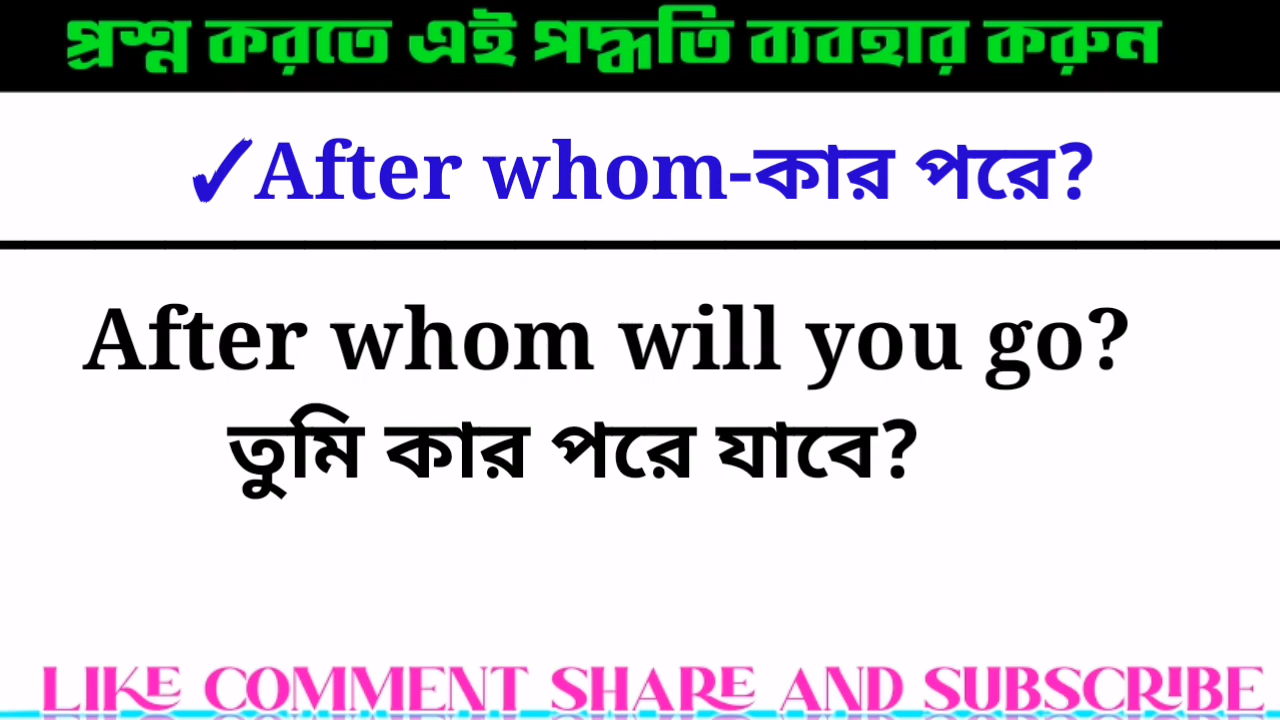 প্রশ্ন করতে এই পদ্ধতি ব্যবহার করুন
✓After whom-কার পরে?
After whom will you go?
তুমি কার পরে যাবে?
LIKE COMMENT SHARE AND SUBSCRIBE